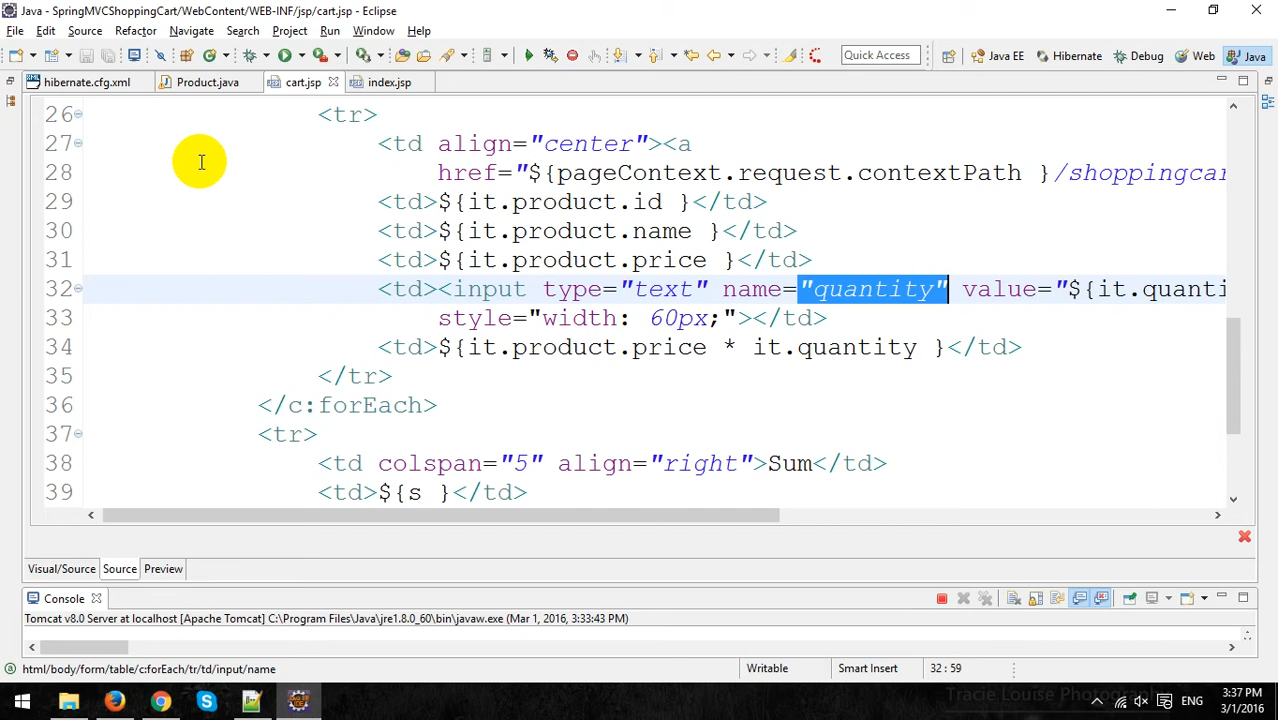 Java - SpringMVCShoppingCart/WebContent/WEB-INF/jsp/cart.jsp - Eclipse
File Edit Source Refactor Navigate Search Project Run Window Help
Quick Access Java EE Hibernate Debug Web Java
hibernate.cfg.xml Product.java cart.jsp index.jsp
26 <tr>
27 <td align="center"><a
28 href="${pageContext.request.contextPath }/shoppingcar
29 <td>${it.product.id }</td>
30 <td>${it.product.name }</td>
31 <td>${it.product.price }</td>
32 <td><input type="text" name="quantity" value="${it.quanti
33 style="width: 60px;"></td>
34 <td>${it.product.price * it.quantity }</td>
35 </tr>
36 </c:forEach>
37 <tr>
38 <td colspan="5" align="right">Sum</td>
39 <td>${s }</td>
Visual/Source Source Preview
Console
Tomcat v8.0 Server at localhost [Apache Tomcat] C:\Program Files\Java\jre1.8.0_60\bin\javaw.exe (Mar 1, 2016, 3:33:43 PM)
html/body/form/table/c:forEach/tr/td/input/name Writable Smart Insert 32 : 59
Tracie Louise Photography
ENG
3:37 PM
3/1/2016